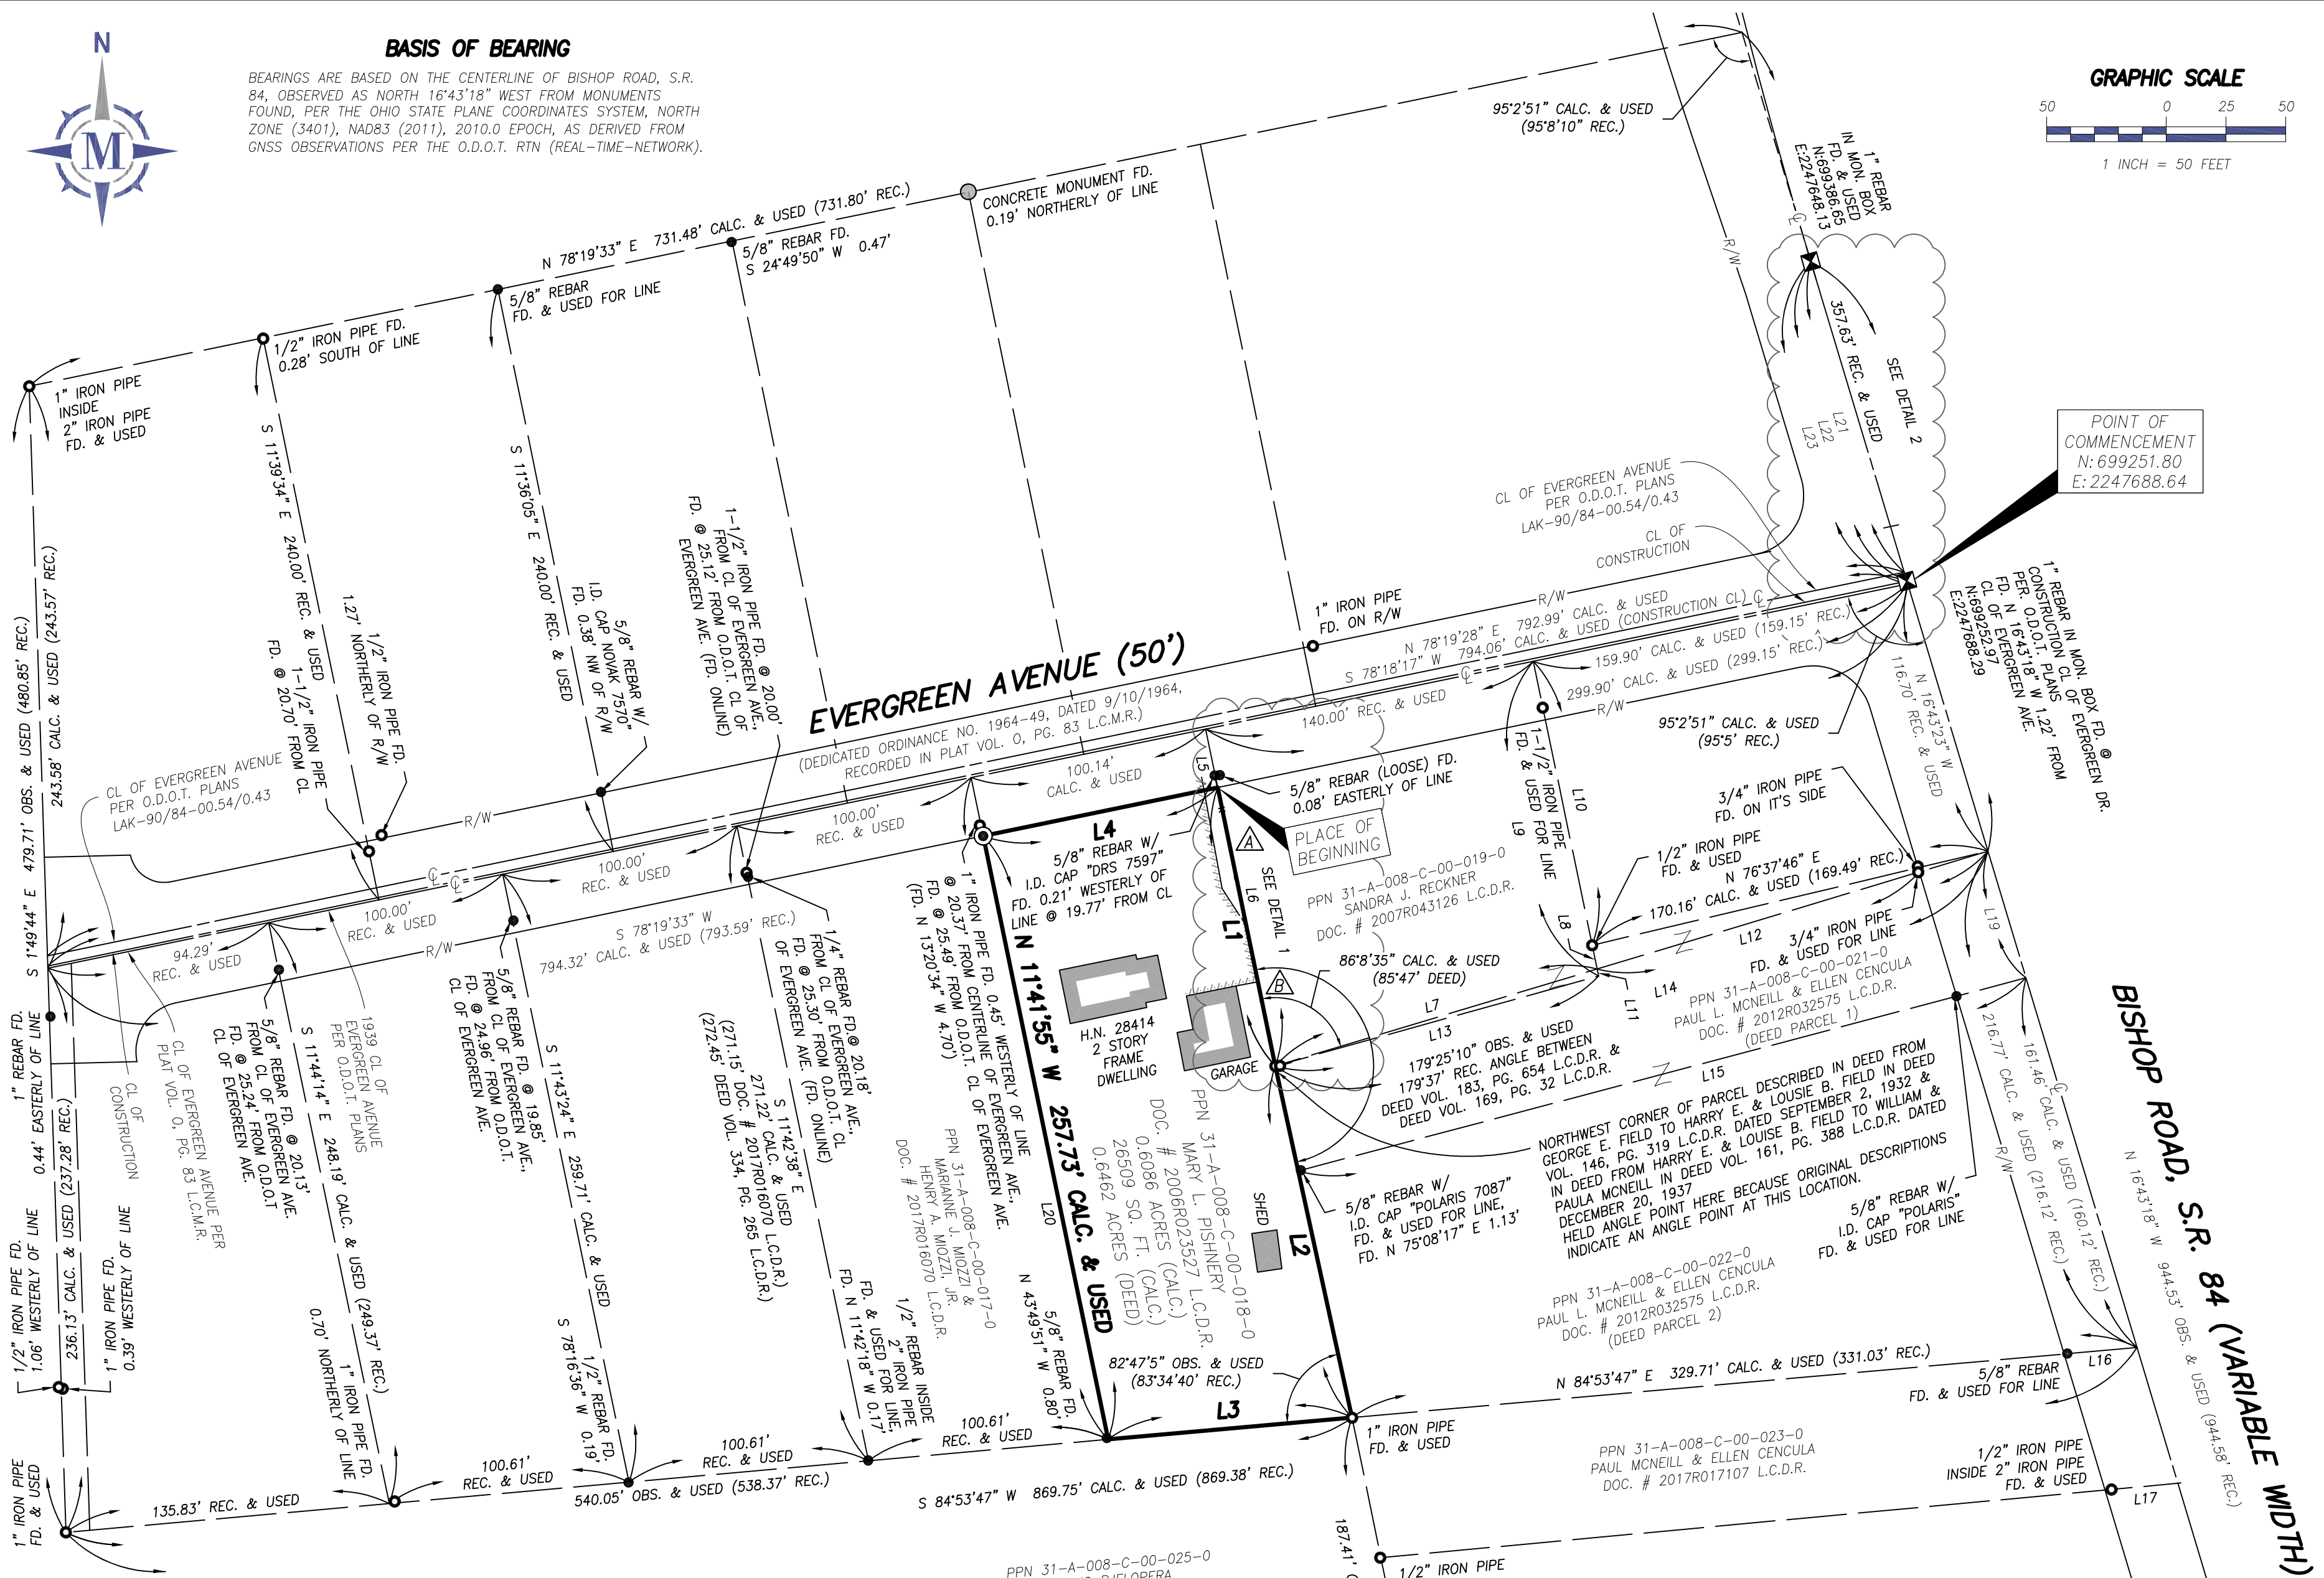 N
M
BASIS OF BEARING
BEARINGS ARE BASED ON THE CENTERLINE OF BISHOP ROAD, S.R.
84, OBSERVED AS NORTH 16°43'18" WEST FROM MONUMENTS
FOUND, PER THE OHIO STATE PLANE COORDINATES SYSTEM, NORTH
ZONE (3401), NAD83 (2011), 2010.0 EPOCH, AS DERIVED FROM
GNSS OBSERVATIONS PER THE O.D.O.T. RTN (REAL-TIME-NETWORK).
GRAPHIC SCALE
50 0 25 50
1 INCH = 50 FEET
95°2'51" CALC. & USED
(95°8'10" REC.)
1" REBAR
IN MON. BOX
FD. & USED
N:699386.65
E:2247648.13
CONCRETE MONUMENT FD.
0.19' NORTHERLY OF LINE
N 78°19'33" E 731.48' CALC. & USED (731.80' REC.)
5/8" REBAR FD.
S 24°49'50" W 0.47'
5/8" REBAR
FD. & USED FOR LINE
1/2" IRON PIPE FD.
0.28' SOUTH OF LINE
1" IRON PIPE
INSIDE
2" IRON PIPE
FD. & USED
R/W
℄
357.63' REC. & USED
SEE DETAIL 2
L21
L22
L23
POINT OF
COMMENCEMENT
N:699251.80
E:2247688.64
CL OF EVERGREEN AVENUE
PER O.D.O.T. PLANS
LAK-90/84-00.54/0.43
CL OF
CONSTRUCTION
1" REBAR IN MON. BOX FD. @
CONSTRUCTION CL OF EVERGREEN DR.
PER. O.D.O.T. PLANS
FD. N 16°43'18" W 1.22' FROM
CL OF EVERGREEN AVE.
N:699252.97
E:2247688.29
S 11°39'34" E 240.00' REC. & USED
1-1/2" IRON PIPE
FD. @ 20.70' FROM CL
1/2" IRON PIPE FD.
1.27' NORTHERLY OF R/W
S 11°36'05" E 240.00' REC. & USED
5/8" REBAR W/
I.D. CAP NOVAK 7570"
FD. 0.38' NW OF R/W
1-1/2" IRON PIPE FD. @ 20.00'
FROM CL OF EVERGREEN AVE.,
FD. @ 25.12' FROM O.D.O.T. CL OF
EVERGREEN AVE. (FD. ONLINE)
1" IRON PIPE
FD. ON R/W
EVERGREEN AVENUE (50')
(DEDICATED ORDINANCE NO. 1964-49, DATED 9/10/1964,
RECORDED IN PLAT VOL. O, PG. 83 L.C.M.R.)
R/W
N 78°19'28" E 792.99' CALC. & USED
S 78°18'17" W 794.06' CALC. & USED (CONSTRUCTION CL)
℄
℄
159.90' CALC. & USED (159.15' REC.)
299.90' CALC. & USED (299.15' REC.)
R/W
140.00' REC. & USED
100.14'
CALC. & USED
100.00'
REC. & USED
100.00'
REC. & USED
100.00'
REC. & USED
94.29'
REC. & USED
R/W
℄
℄
R/W
S 78°19'33" W
794.32' CALC. & USED (793.59' REC.)
S 1°49'44" E 479.71' OBS. & USED (480.85' REC.)
243.58' CALC. & USED (243.57' REC.)
CL OF EVERGREEN AVENUE
PER O.D.O.T. PLANS
LAK-90/84-00.54/0.43
N 16°43'23" W
116.70' REC. & USED
95°2'51" CALC. & USED
(95°5' REC.)
L5
5/8" REBAR (LOOSE) FD.
0.08' EASTERLY OF LINE
PLACE OF
BEGINNING
L4
5/8" REBAR W/
I.D. CAP "DRS 7597"
FD. 0.21' WESTERLY OF
LINE @ 19.77' FROM CL
A
SEE DETAIL 1
L6
L1
B
PPN 31-A-008-C-00-019-0
SANDRA J. RECKNER
DOC. # 2007R043126 L.C.D.R.
1-1/2" IRON PIPE
FD. & USED FOR LINE
L10
L9
L8
3/4" IRON PIPE
FD. ON IT'S SIDE
1/2" IRON PIPE
FD. & USED
N 76°37'46" E
170.16' CALC. & USED (169.49' REC.)
L12
3/4" IRON PIPE
FD. & USED FOR LINE
L19
L14
L11
L7
L13
PPN 31-A-008-C-00-021-0
PAUL L. MCNEILL & ELLEN CENCULA
DOC. # 2012R032575 L.C.D.R.
(DEED PARCEL 1)
L15
86°8'35" CALC. & USED
(85°47' DEED)
179°25'10" OBS. & USED
179°37' REC. ANGLE BETWEEN
DEED VOL. 183, PG. 654 L.C.D.R. &
DEED VOL. 169, PG. 32 L.C.D.R.
NORTHWEST CORNER OF PARCEL DESCRIBED IN DEED FROM
GEORGE E. FIELD TO HARRY E. & LOUSIE B. FIELD IN DEED
VOL. 146, PG. 319 L.C.D.R. DATED SEPTEMBER 2, 1932 &
IN DEED FROM HARRY E. & LOUISE B. FIELD TO WILLIAM &
PAULA MCNEILL IN DEED VOL. 161, PG. 388 L.C.D.R. DATED
DECEMBER 20, 1937
HELD ANGLE POINT HERE BECAUSE ORIGINAL DESCRIPTIONS
INDICATE AN ANGLE POINT AT THIS LOCATION.
5/8" REBAR W/
I.D. CAP "POLARIS 7087"
FD. & USED FOR LINE,
FD. N 75°08'17" E 1.13'
5/8" REBAR W/
I.D. CAP "POLARIS"
FD. & USED FOR LINE
PPN 31-A-008-C-00-022-0
PAUL L. MCNEILL & ELLEN CENCULA
DOC. # 2012R032575 L.C.D.R.
(DEED PARCEL 2)
216.77' CALC. & USED (216.12' REC.)
R/W
161.46' CALC. & USED (160.12' REC.)
℄
BISHOP ROAD, S.R. 84 (VARIABLE WIDTH)
N 16°43'18" W 944.53' OBS. & USED (944.58' REC.)
H.N. 28414
2 STORY
FRAME
DWELLING
GARAGE
SHED
PPN 31-A-008-C-00-018-0
MARY L. PISHNERY
DOC. # 2006R023527 L.C.D.R.
0.6086 ACRES (CALC.)
26509 SQ. FT. (CALC.)
0.6462 ACRES (DEED)
L2
N 11°41'55" W 257.73' CALC. & USED
L20
1" IRON PIPE FD. 0.45' WESTERLY OF LINE
@ 20.37' FROM CENTERLINE OF EVERGREEN AVE.,
FD. @ 25.49' FROM O.D.O.T. CL OF EVERGREEN AVE.
(FD. N 13°20'34" W 4.70')
PPN 31-A-008-C-00-017-0
MARIANNE J. MIOZZI &
HENRY A. MIOZZI, JR.
DOC. # 2017R016070 L.C.D.R.
1/4" REBAR FD.@ 20.18'
FROM CL OF EVERGREEN AVE.,
FD. @ 25.30' FROM O.D.O.T. CL
OF EVERGREEN AVE. (FD. ONLINE)
S 11°42'38" E
271.22' CALC. & USED
(271.15' DOC. # 2017R016070 L.C.D.R.)
(272.45' DEED VOL. 334, PG. 265 L.C.D.R.)
5/8" REBAR FD. @ 19.85'
FROM CL OF EVERGREEN AVE.,
FD. @ 24.96' FROM O.D.O.T.
CL OF EVERGREEN AVE.
S 11°43'24" E 259.71' CALC. & USED
5/8" REBAR FD. @ 20.13'
FROM CL OF EVERGREEN AVE.
FD. @ 25.24' FROM O.D.O.T
CL OF EVERGREEN AVE.
S 11°44'14" E 248.19' CALC. & USED (249.37' REC.)
1939 CL OF
EVERGREEN AVENUE
PER O.D.O.T. PLANS
CL OF EVERGREEN AVENUE PER
PLAT VOL. O, PG. 83 L.C.M.R.
CL OF
CONSTRUCTION
1" REBAR FD.
0.44' EASTERLY OF LINE
1/2" IRON PIPE FD.
1.06' WESTERLY OF LINE
236.13' CALC. & USED (237.28' REC.)
1" IRON PIPE FD.
0.39' WESTERLY OF LINE
1" IRON PIPE FD.
0.70' NORTHERLY OF LINE
1/2" REBAR FD.
S 78°16'36" W 0.19'
1/2" REBAR INSIDE
2" IRON PIPE
FD. & USED FOR LINE,
FD. N 11°42'18" W 0.17'
5/8" REBAR FD.
N 43°49'51" W 0.80'
82°47'5" OBS. & USED
(83°34'40' REC.)
L3
1" IRON PIPE
FD. & USED
N 84°53'47" E 329.71' CALC. & USED (331.03' REC.)
5/8" REBAR
FD. & USED FOR LINE
L16
PPN 31-A-008-C-00-023-0
PAUL MCNEILL & ELLEN CENCULA
DOC. # 2017R017107 L.C.D.R.
1/2" IRON PIPE
INSIDE 2" IRON PIPE
FD. & USED
L17
1" IRON PIPE
FD. & USED
135.83' REC. & USED
100.61'
REC. & USED
100.61'
REC. & USED
100.61'
REC. & USED
540.05' OBS. & USED (538.37' REC.)
S 84°53'47" W 869.75' CALC. & USED (869.38' REC.)
187.41'
1/2" IRON PIPE
PPN 31-A-008-C-00-025-0